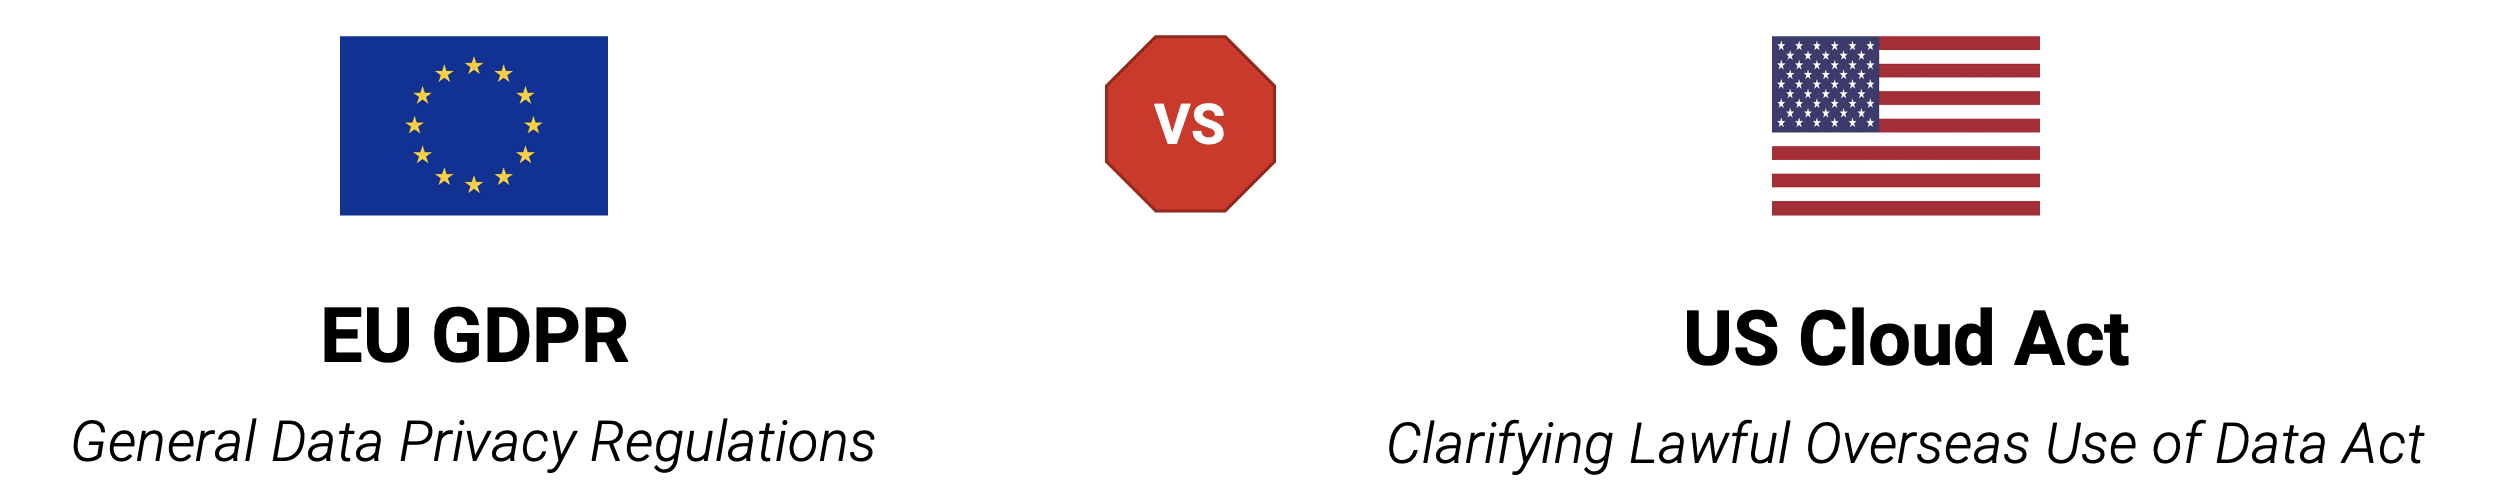 VS
EU GDPR
US Cloud Act
General Data Privacy Regulations
Clarifying Lawful Overseas Use of Data Act